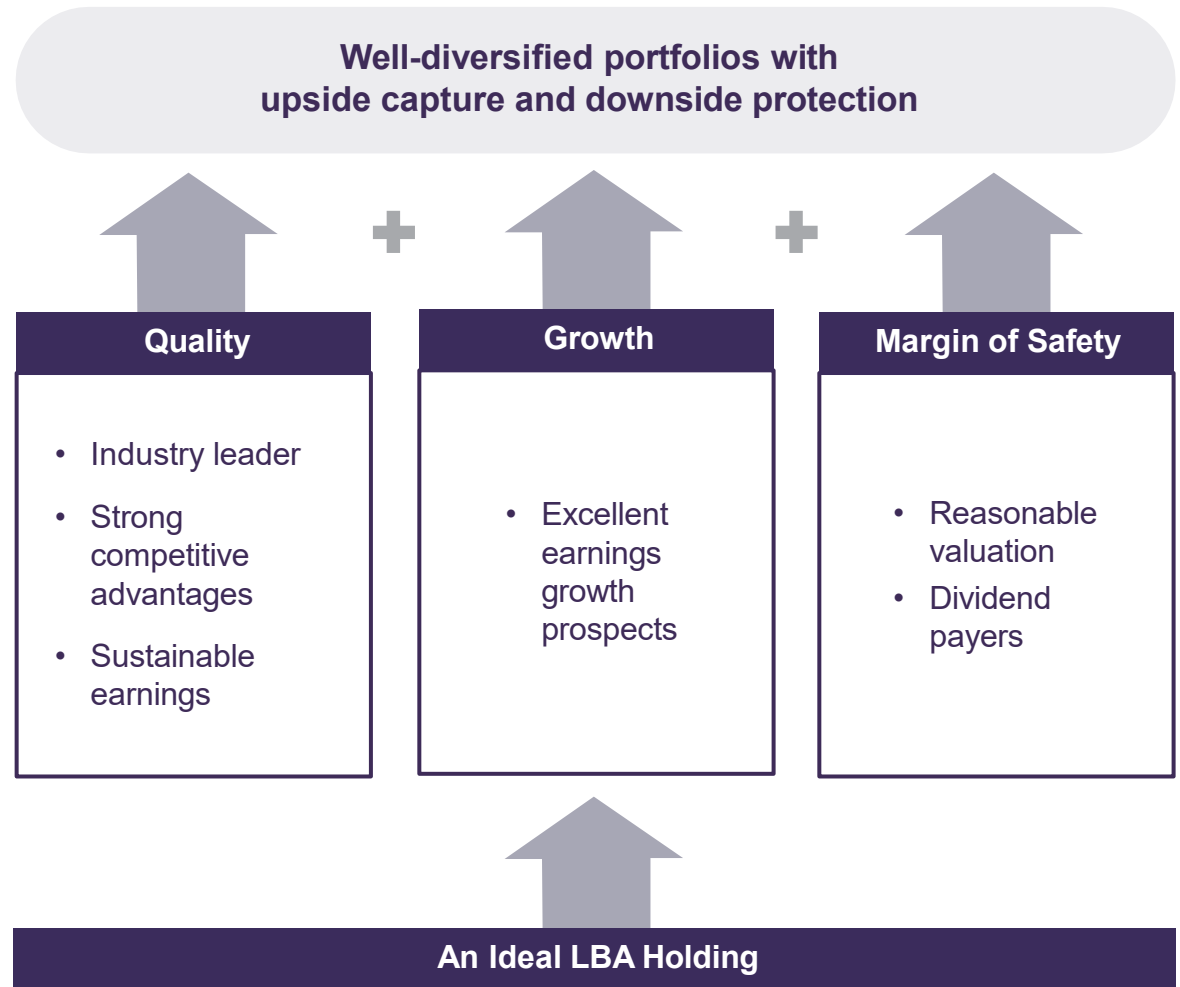 Well-diversified portfolios with
upside capture and downside protection
Quality
• Industry leader
• Strong
competitive
advantages
• Sustainable
earnings
Growth
• Excellent
earnings
growth
prospects
Margin of Safety
• Reasonable
valuation
• Dividend
payers
An Ideal LBA Holding